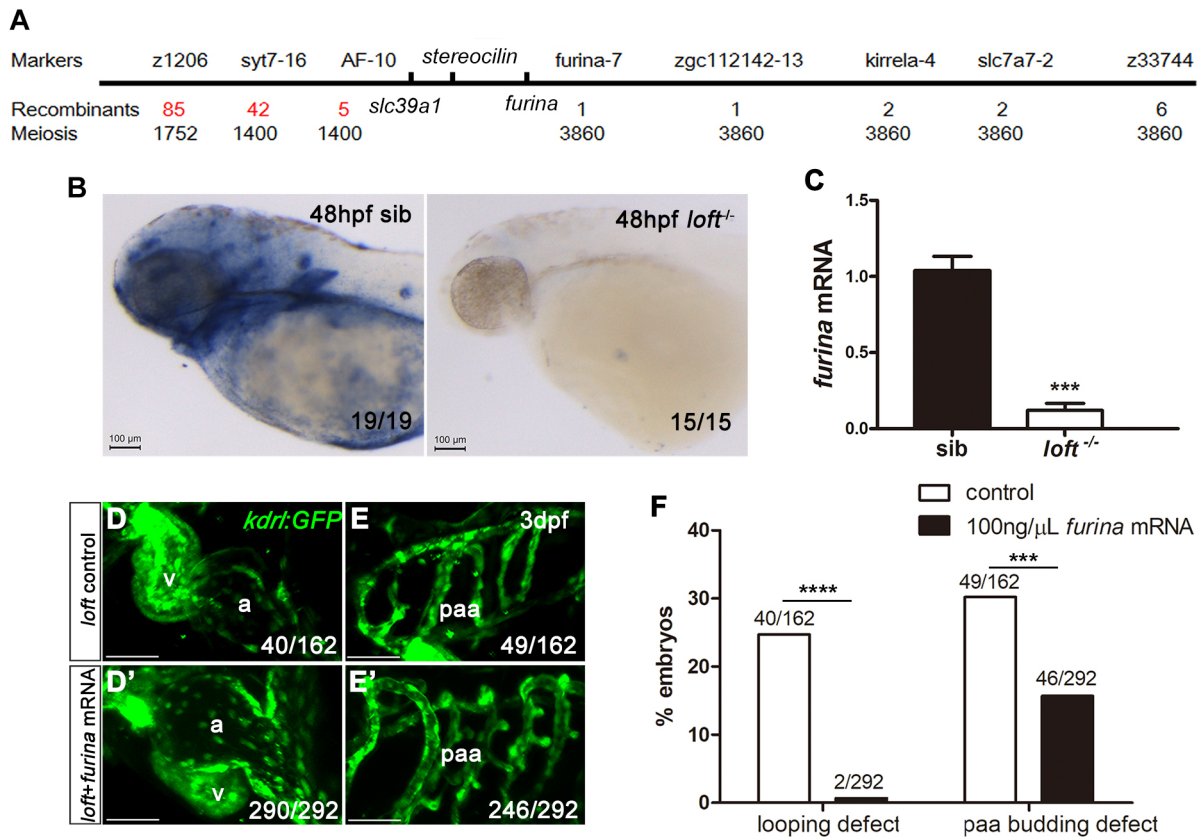 A
Markers z1206 syt7-16 AF-10 stereocilin furina-7 zgc112142-13 kirrela-4 slc7a7-2 z33744
Recombinants 85 42 5 slc39a1 furina 1 1 2 2 6
Meiosis 1752 1400 1400 3860 3860 3860 3860 3860
B
48hpf sib
19/19
100 µm
48hpf loft-/-
15/15
100 µm
C
furina mRNA
1.5
1.0
0.5
0.0
***
sib loft -/-
loft control
D kdrl:GFP
v
a
40/162
E 3dpf
paa
49/162
loft+furina mRNA
D’
a
v
290/292
E’
paa
246/292
F
control
100ng/µL furina mRNA
% embryos
40
30
20
10
0
40/162
****
2/292
49/162
***
46/292
looping defect paa budding defect